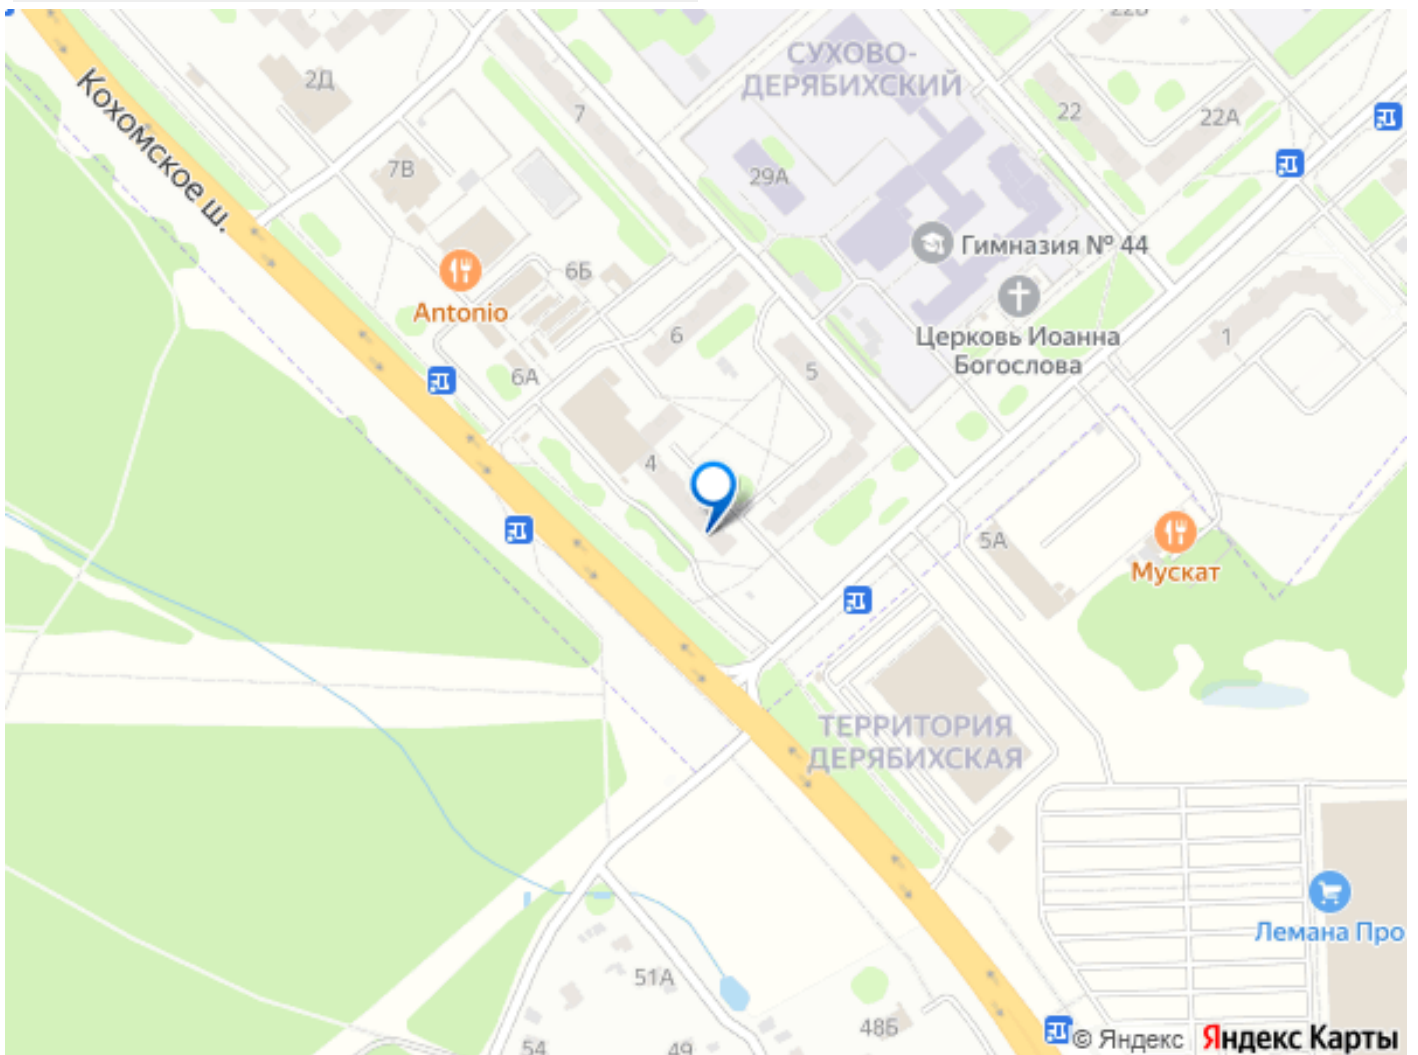 22В
СУХОВО-
ДЕРЯБИХСКИЙ
2Д
Кохомское ш.
7
22
22А
7В
29А
Гимназия № 44
6Б
Antonio
Церковь Иоанна
Богослова
6
1
6А
5
4
5А
Мускат
ТЕРРИТОРИЯ
ДЕРЯБИХСКАЯ
Лемана Про
51А
48Б
54
49
© Яндекс Яндекс Карты